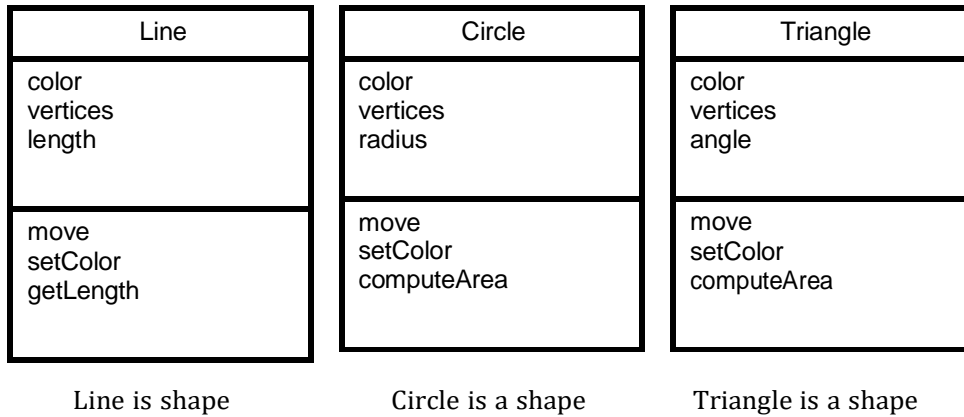 Line
color
vertices
length
move
setColor
getLength
Circle
color
vertices
radius
move
setColor
computeArea
Triangle
color
vertices
angle
move
setColor
computeArea
Line is shape
Circle is a shape
Triangle is a shape